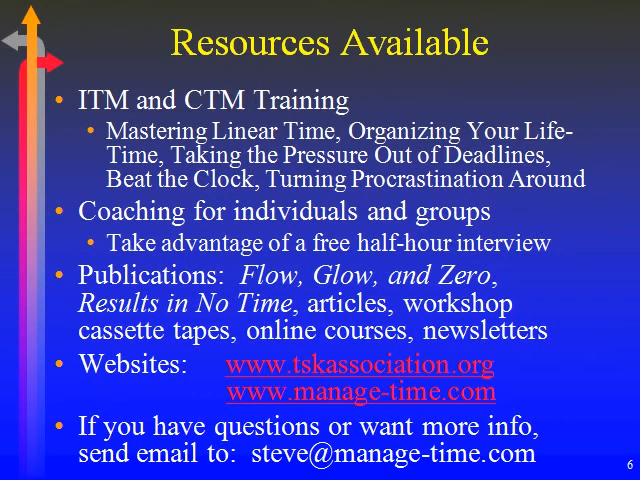 Resources Available
• ITM and CTM Training
• Mastering Linear Time, Organizing Your Life-
Time, Taking the Pressure Out of Deadlines,
Beat the Clock, Turning Procrastination Around
• Coaching for individuals and groups
• Take advantage of a free half-hour interview
• Publications: Flow, Glow, and Zero,
Results in No Time, articles, workshop
cassette tapes, online courses, newsletters
• Websites: www.tskassociation.org
www.manage-time.com
• If you have questions or want more info,
send email to: steve@manage-time.com
6